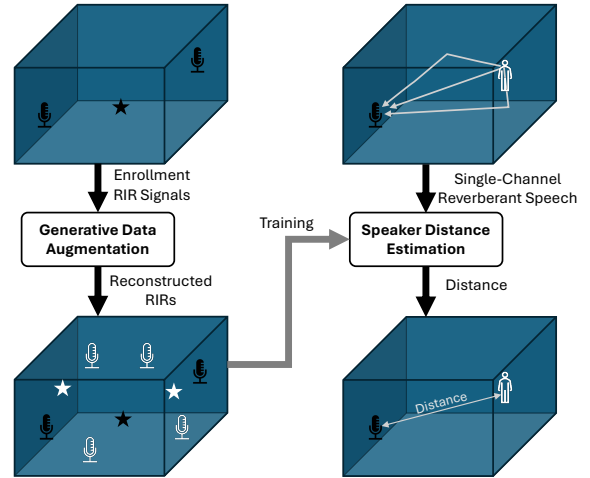 Enrollment
RIR Signals
Generative Data
Augmentation
Reconstructed
RIRs
Training
Single-Channel
Reverberant Speech
Speaker Distance
Estimation
Distance
Distance